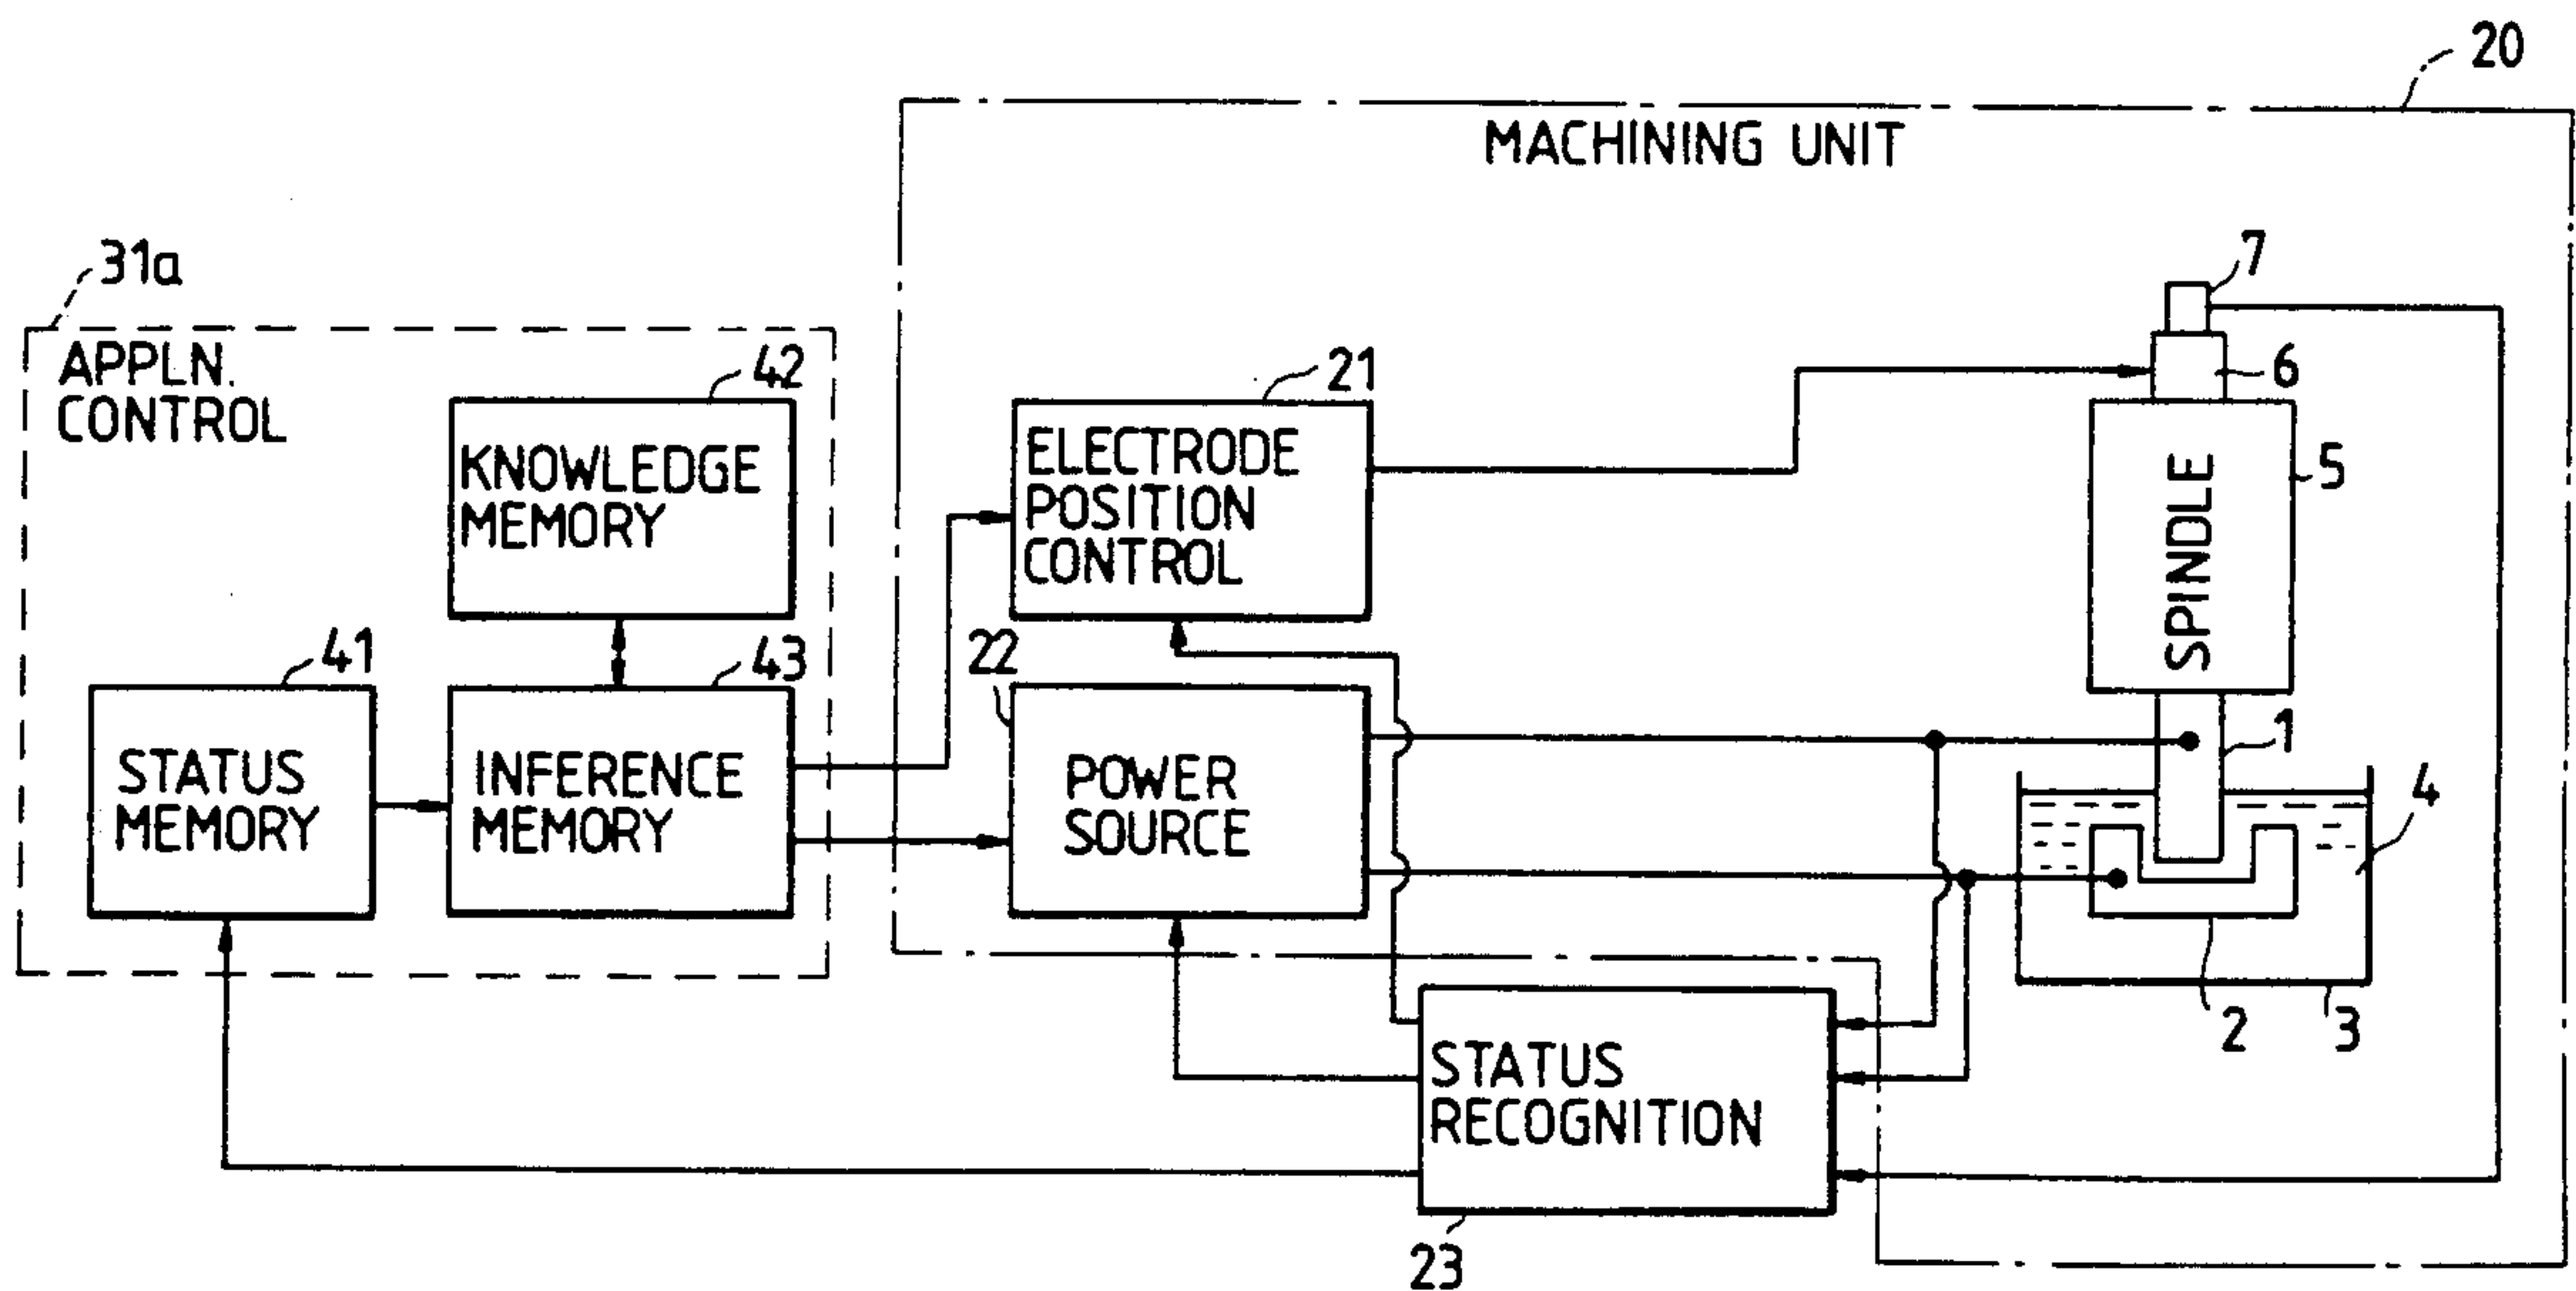 20
MACHINING UNIT
31a
APPLN.
CONTROL
42
KNOWLEDGE
MEMORY
21
ELECTRODE
POSITION
CONTROL
7
6
5
SPINDLE
41
STATUS
MEMORY
43
INFERENCE
MEMORY
22
POWER
SOURCE
1
4
2
3
STATUS
RECOGNITION
23